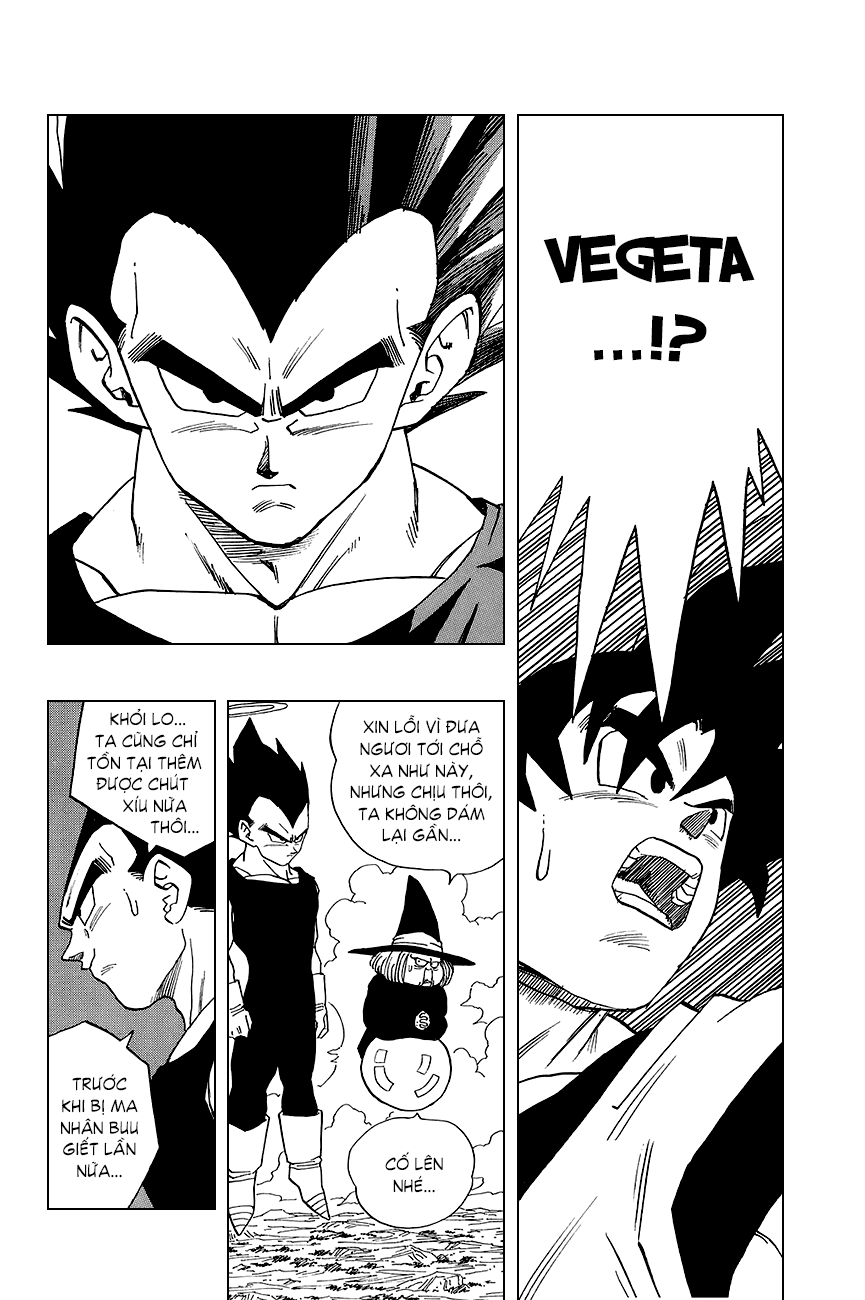 VEGETA
...!?
XIN LỖI VÌ ĐƯA
NGƯƠI TỚI CHỖ
XA NHƯ NÀY,
NHƯNG CHỊU THÔI,
TA KHÔNG DÁM
LẠI GẦN...
CỐ LÊN
NHÉ...
KHỎI LO...
TA CŨNG CHỈ
TỒN TẠI THÊM
ĐƯỢC CHÚT
XÍU NỮA
THÔI...
TRƯỚC
KHI BỊ MA
NHÂN BUU
GIẾT LẦN
NỮA...